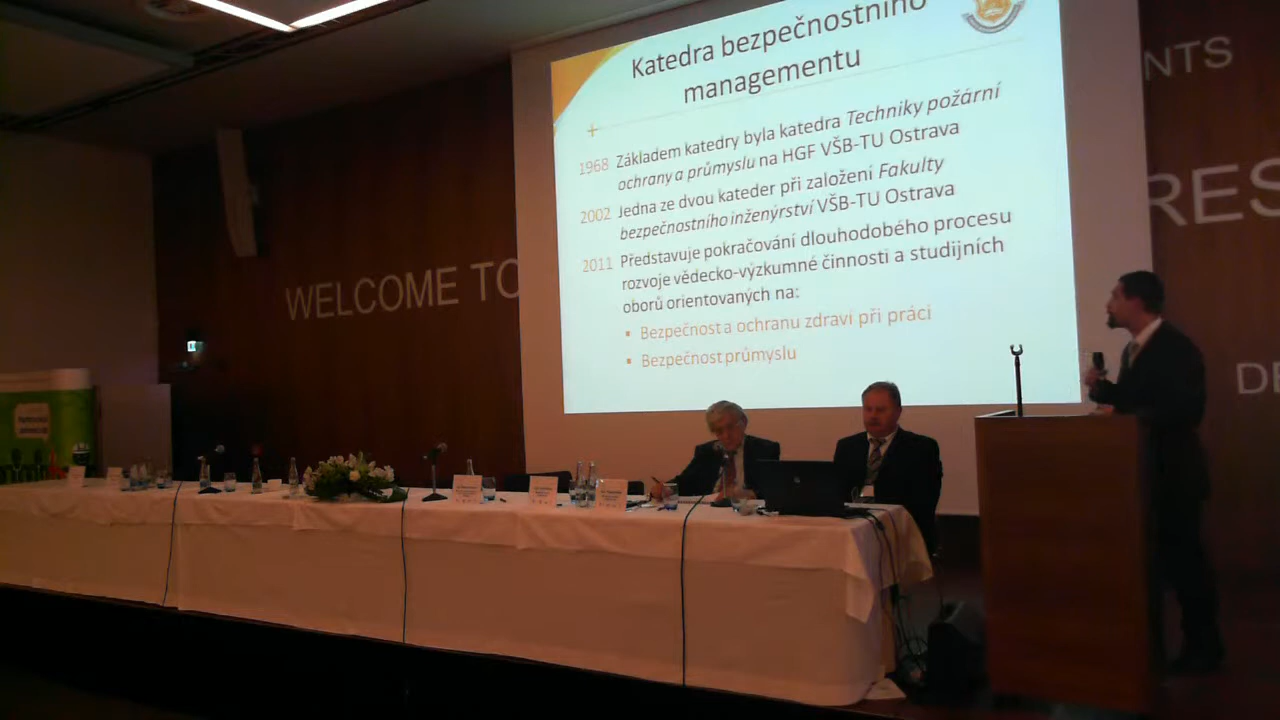 Katedra bezpečnostního
managementu
1968 Základem katedry byla katedra Techniky požární
ochrany a průmyslu na HGF VŠB-TU Ostrava
2002 Jedna ze dvou kateder při založení Fakulty
bezpečnostního inženýrství VŠB-TU Ostrava
2011 Představuje pokračování dlouhodobého procesu
rozvoje vědecko-výzkumné činnosti a studijních
oborů orientovaných na:
▪ Bezpečnost a ochranu zdraví při práci
▪ Bezpečnost průmyslu
WELCOME TO
NTS
RES
DE